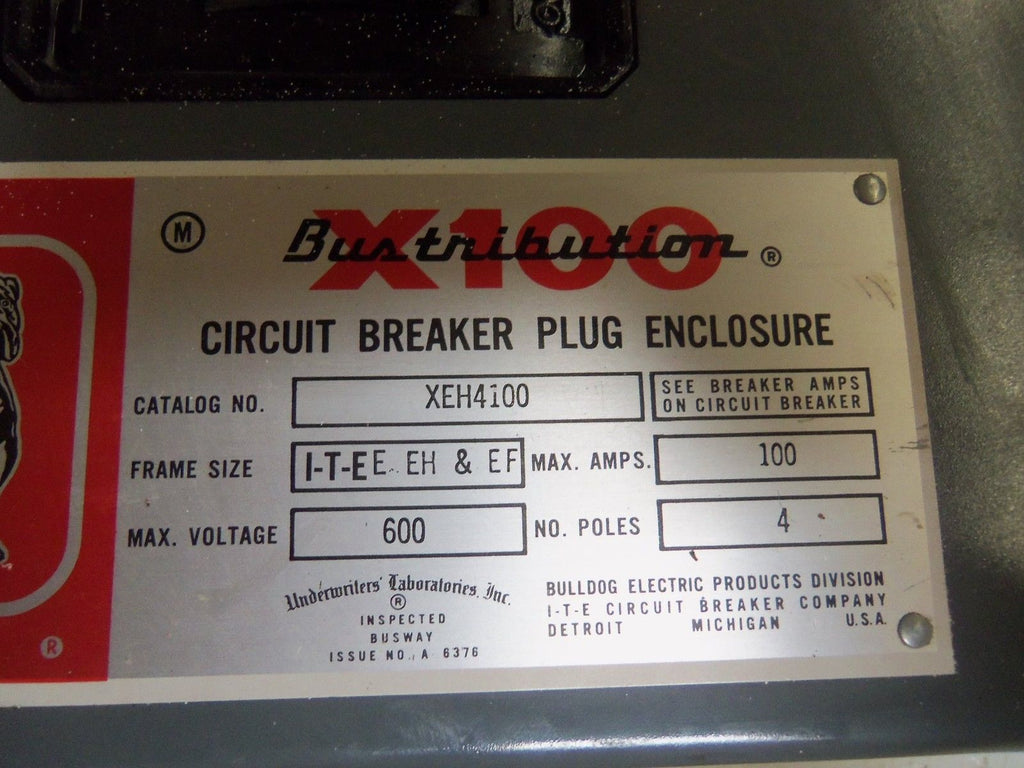 M
Bustribution ®
X100
CIRCUIT BREAKER PLUG ENCLOSURE
CATALOG NO. XEH4100 SEE BREAKER AMPS
ON CIRCUIT BREAKER
FRAME SIZE I-T-E E. EH & EF MAX. AMPS. 100
MAX. VOLTAGE 600 NO. POLES 4
Underwriters' Laboratories, Inc.
®
INSPECTED
BUSWAY
ISSUE NO. A 6376
BULLDOG ELECTRIC PRODUCTS DIVISION
I-T-E CIRCUIT BREAKER COMPANY
DETROIT MICHIGAN U.S.A.
®